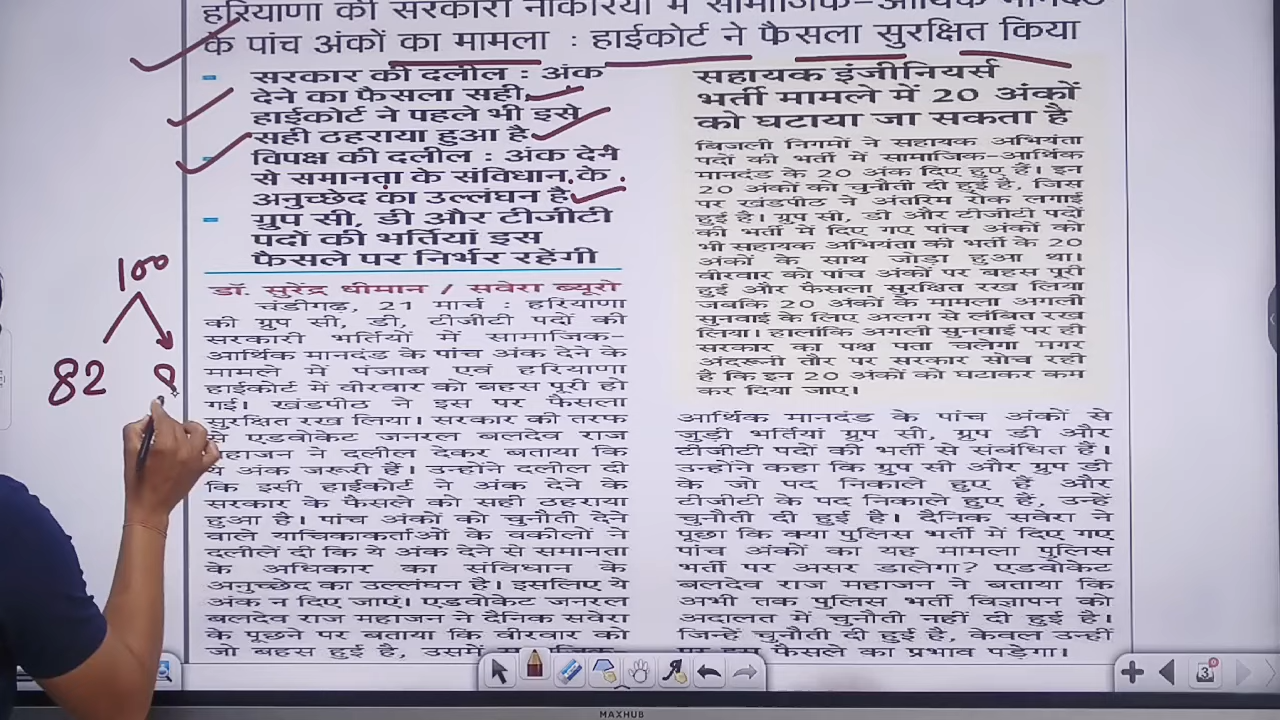 हरियाणा की सरकारी नौकरियों में सामाजिक-आर्थिक मानदंड
के पांच अंकों का मामला : हाईकोर्ट ने फैसला सुरक्षित किया
सरकार की दलील : अंक
देने का फैसला सही,
हाईकोर्ट ने पहले भी इसे
सही ठहराया हुआ है
विपक्ष की दलील : अंक देने
से समानता के संविधान के
अनुच्छेद का उल्लंघन है
ग्रुप सी, डी और टीजीटी
पदों की भर्तियां इस
फैसले पर निर्भर रहेंगी
डॉ. सुरेंद्र धीमान / सवेरा ब्यूरो
चंडीगढ़, 21 मार्च : हरियाणा
की ग्रुप सी, डी, टीजीटी पदों की
सरकारी भर्तियों में सामाजिक-
आर्थिक मानदंड के पांच अंक देने के
मामले में पंजाब एवं हरियाणा
हाईकोर्ट में वीरवार को बहस पूरी हो
गई। खंडपीठ ने इस पर फैसला
सुरक्षित रख लिया। सरकार की तरफ
से एडवोकेट जनरल बलदेव राज
महाजन ने दलील देकर बताया कि
ये अंक जरूरी हैं। उन्होंने दलील दी
कि इसी हाईकोर्ट ने अंक देने के
सरकार के फैसले को सही ठहराया
हुआ है। पांच अंकों को चुनौती देने
वाले याचिकाकर्ताओं के वकीलों ने
दलीलें दी कि ये अंक देने से समानता
के अधिकार का संविधान के
अनुच्छेद का उल्लंघन है। इसलिए ये
अंक न दिए जाएं। एडवोकेट जनरल
बलदेव राज महाजन ने दैनिक सवेरा
के पूछने पर बताया कि वीरवार को
जो बहस हुई है, उसमें
सहायक इंजीनियर्स
भर्ती मामले में 20 अंकों
को घटाया जा सकता है
बिजली निगमों ने सहायक अभियंता
पदों की भर्ती में सामाजिक-आर्थिक
मानदंड के 20 अंक दिए हुए हैं। इन
20 अंकों को चुनौती दी हुई है, जिस
पर खंडपीठ ने अंतरिम रोक लगाई
हुई है। ग्रुप सी, डी और टीजीटी पदों
की भर्ती में दिए गए पांच अंकों को
भी सहायक अभियंता की भर्ती के 20
अंकों के साथ जोड़ा हुआ था।
वीरवार को पांच अंकों पर बहस पूरी
हुई और फैसला सुरक्षित रख लिया
जबकि 20 अंकों के मामला अगली
सुनवाई के लिए अलग से लंबित रख
लिया। हालांकि अगली सुनवाई पर ही
सरकार का पक्ष पता चलेगा मगर
अंदरूनी तौर पर सरकार सोच रही
है कि इन 20 अंकों को घटाकर कम
कर दिया जाए।
आर्थिक मानदंड के पांच अंकों से
जुड़ी भर्तियां ग्रुप सी, ग्रुप डी और
टीजीटी पदों की भर्ती से संबंधित हैं।
उन्होंने कहा कि ग्रुप सी और ग्रुप डी
के जो पद निकाले हुए हैं और
टीजीटी के पद निकाले हुए हैं, उन्हें
चुनौती दी हुई है। दैनिक सवेरा ने
पूछा कि क्या पुलिस भर्ती में दिए गए
पांच अंकों का यह मामला पुलिस
भर्ती पर असर डालेगा? एडवोकेट
बलदेव राज महाजन ने बताया कि
अभी तक पुलिस भर्ती विज्ञापन को
अदालत में चुनौती नहीं दी हुई है।
जिन्हें चुनौती दी हुई है, केवल उन्हीं
पर इस फैसले का प्रभाव पड़ेगा।
100
82
3
MAXHUB